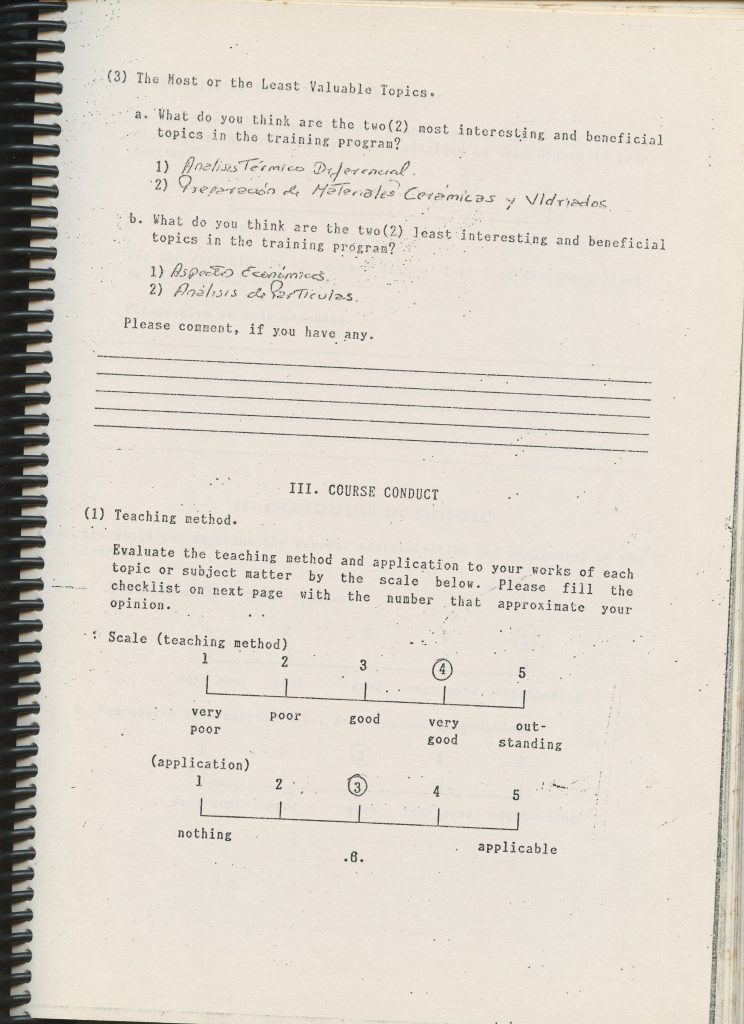 (3) The Most or the Least Valuable Topics.
a. What do you think are the two(2) most interesting and beneficial
topics in the training program?
1) Análisis Térmico Diferencial.
2) Preparación de Materiales Cerámicas y Vidriados.
b. What do you think are the two(2) least interesting and beneficial
topics in the training program?
1) Aspectos Económicos.
2) Análisis de Partículas.
Please comment, if you have any.
III. COURSE CONDUCT
(1) Teaching method.
Evaluate the teaching method and application to your works of each
topic or subject matter by the scale below. Please fill the
checklist on next page with the number that approximate your
opinion.
Scale (teaching method)
1 2 3 4 5
very poor good very out-
poor good standing
(application)
1 2 3 4 5
nothing applicable
.6.